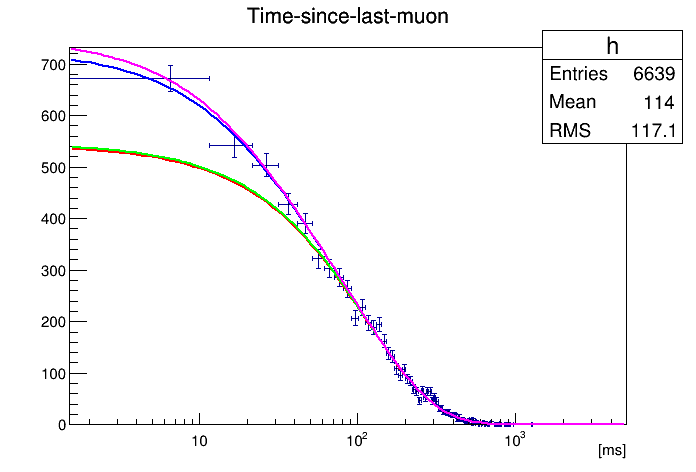 Time-since-last-muon
h
Entries 6639
Mean 114
RMS 117.1
700
600
500
400
300
200
100
0
10 10² 10³
[ms]